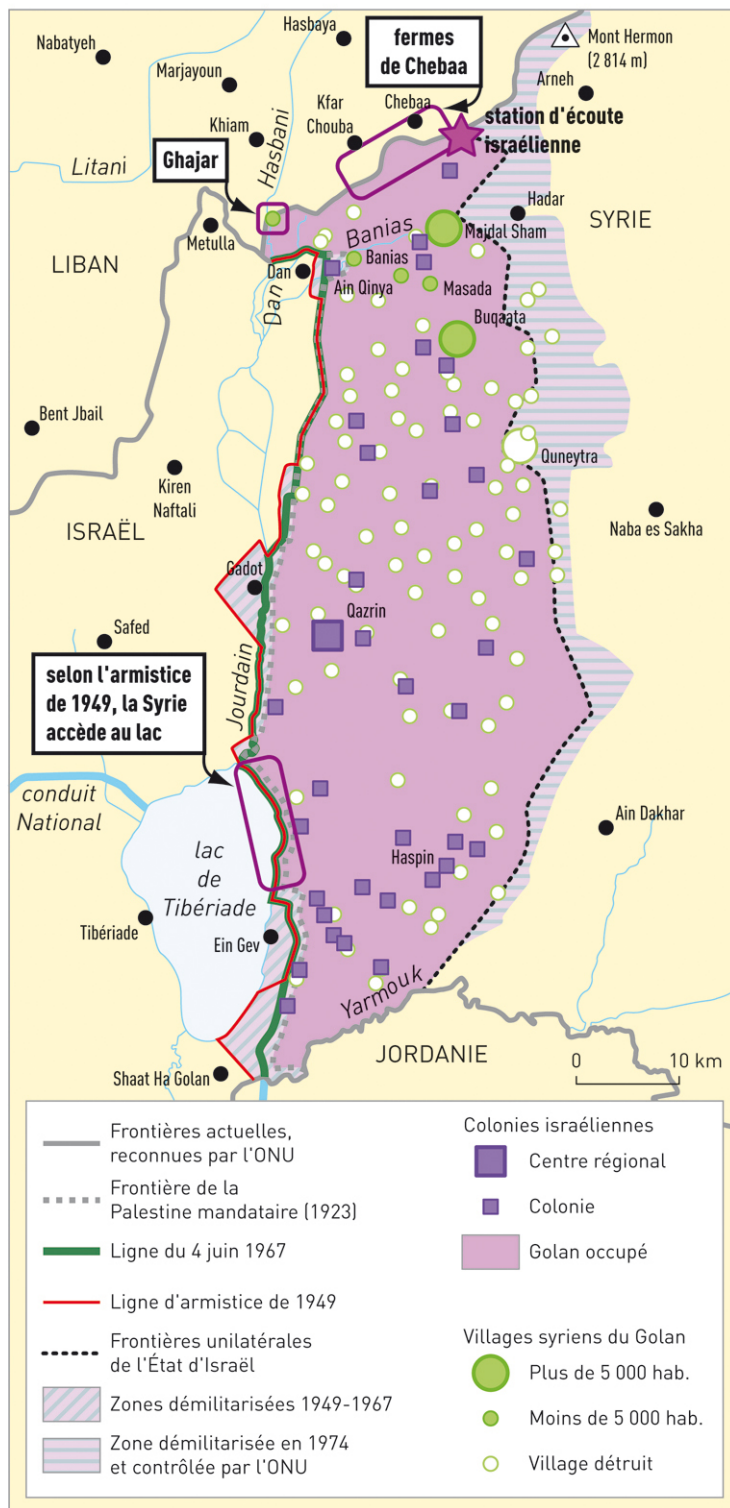 Nabatyeh
Hasbaya
fermes
de Chebaa
Mont Hermon
(2 814 m)
Marjayoun
Arneh
Chebaa
Kfar
Chouba
station d'écoute
israélienne
Khiam
Hasbani
Litani
Ghajar
Hadar
SYRIE
Metulla
Banias
Majdal Sham
LIBAN
Dan
Dan
Banias
Ain Qinya
Masada
Buqaata
Bent Jbail
Quneytra
Kiren
Naftali
ISRAËL
Naba es Sakha
Gadot
Qazrin
Safed
selon l'armistice
de 1949, la Syrie
accède au lac
Jourdain
conduit
National
lac
de
Tibériade
Ain Dakhar
Haspin
Tibériade
Ein Gev
Yarmouk
JORDANIE
Shaat Ha Golan
0 10 km
Frontières actuelles,
reconnues par l'ONU
Frontière de la
Palestine mandataire (1923)
Ligne du 4 juin 1967
Ligne d'armistice de 1949
Frontières unilatérales
de l'État d'Israël
Zones démilitarisées 1949-1967
Zone démilitarisée en 1974
et contrôlée par l'ONU
Colonies israéliennes
Centre régional
Colonie
Golan occupé
Villages syriens du Golan
Plus de 5 000 hab.
Moins de 5 000 hab.
Village détruit